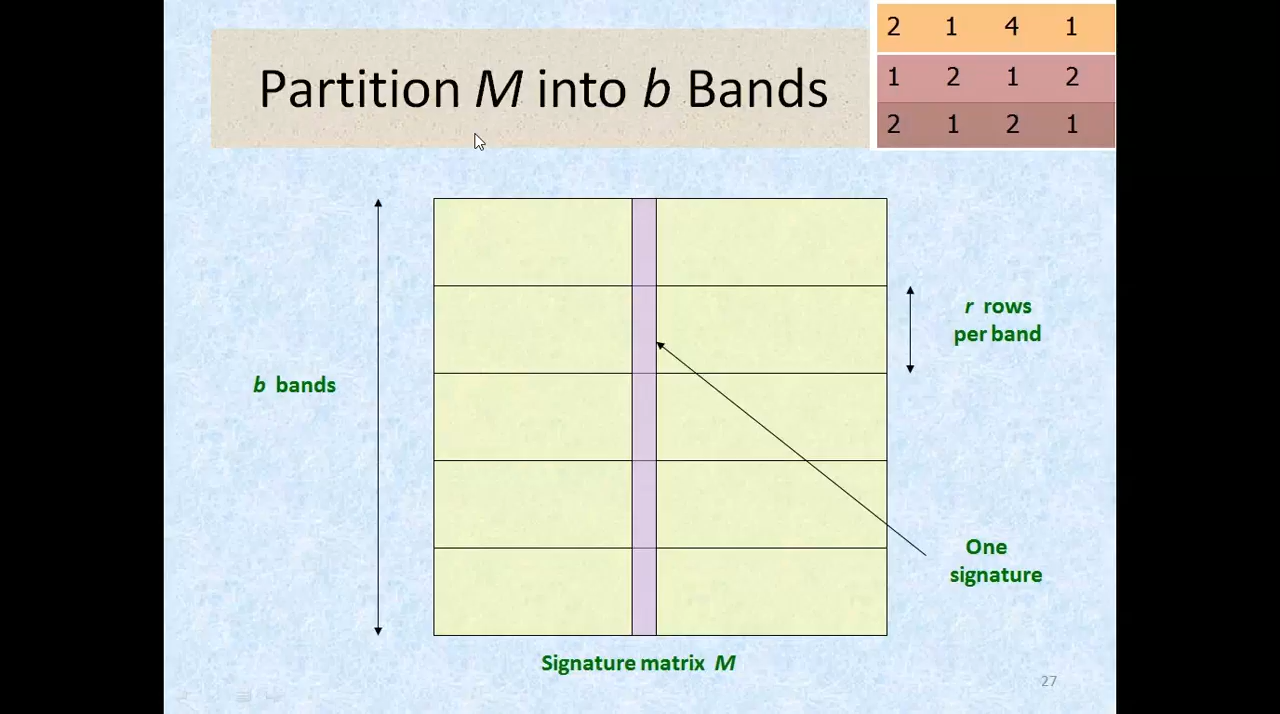 2 1 4 1
Partition M into b Bands
1 2 1 2
2 1 2 1
r rows
per band
b bands
One
signature
Signature matrix M
27